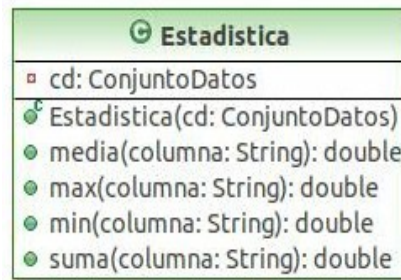 Estadistica
cd: ConjuntoDatos
Estadistica(cd: ConjuntoDatos)
media(columna: String): double
max(columna: String): double
min(columna: String): double
suma(columna: String): double